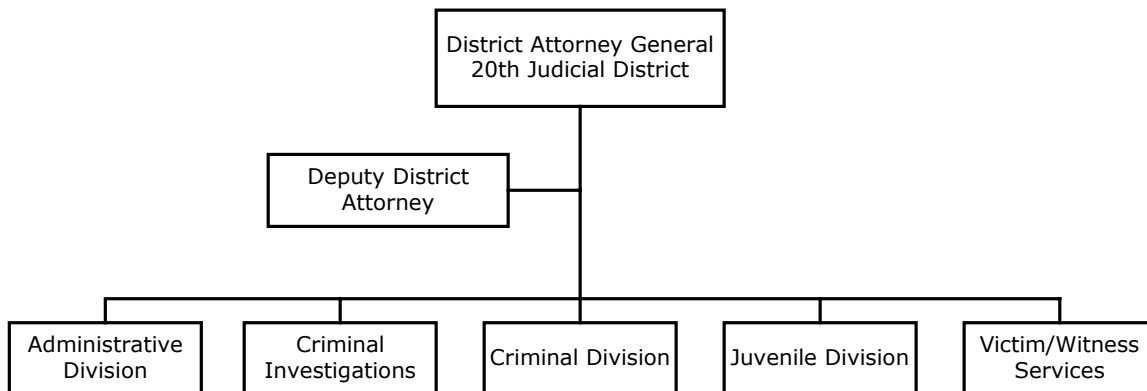 District Attorney General
20th Judicial District
Deputy District
Attorney
Administrative
Division
Criminal
Investigations
Criminal Division
Juvenile Division
Victim/Witness
Services